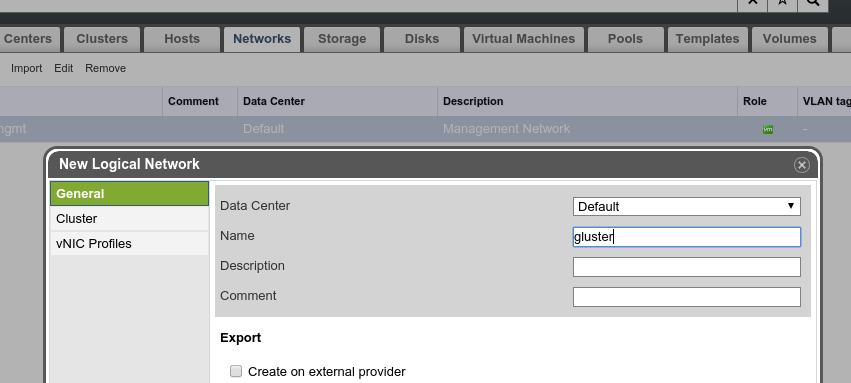 Centers Clusters Hosts Networks Storage Disks Virtual Machines Pools Templates Volumes
Import Edit Remove
Comment Data Center Description Role VLAN tag
ngmt Default Management Network vm -
New Logical Network
General
Cluster
vNIC Profiles
Data Center Default
Name gluster
Description
Comment
Export
Create on external provider